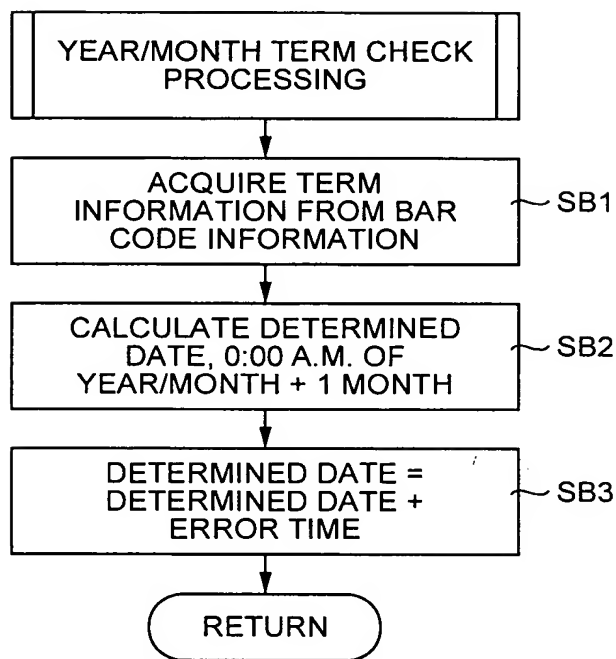 YEAR/MONTH TERM CHECK
PROCESSING
ACQUIRE TERM
INFORMATION FROM BAR
CODE INFORMATION
SB1
CALCULATE DETERMINED
DATE, 0:00 A.M. OF
YEAR/MONTH + 1 MONTH
SB2
DETERMINED DATE =
DETERMINED DATE +
ERROR TIME
SB3
RETURN